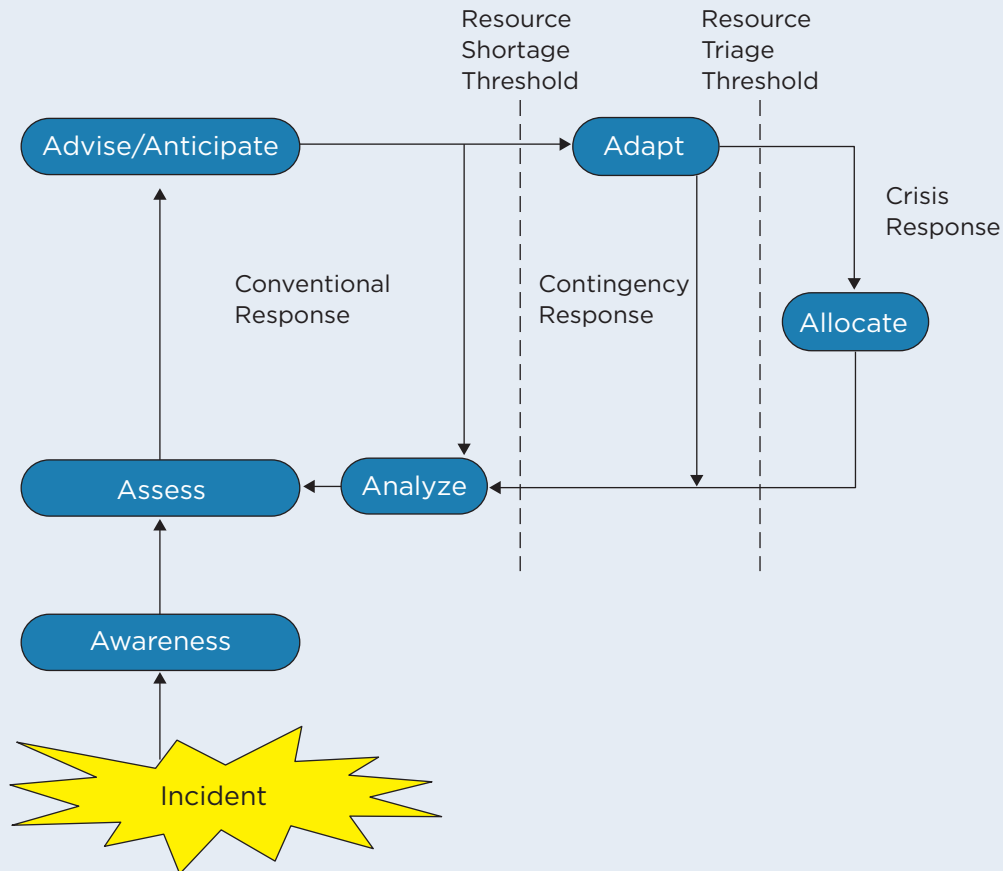 Resource
Shortage
Threshold
Resource
Triage
Threshold
Advise/Anticipate
Adapt
Crisis
Response
Conventional
Response
Contingency
Response
Allocate
Assess
Analyze
Awareness
Incident